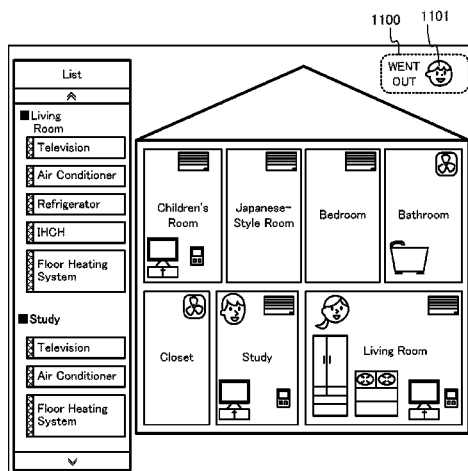 1100
1101
WENT
OUT
List
■Living
Room
Television
Air Conditioner
Refrigerator
IHCH
Floor Heating
System
■Study
Television
Air Conditioner
Floor Heating
System
Children's
Room
Japanese-
Style Room
Bedroom
Bathroom
Closet
Study
Living Room